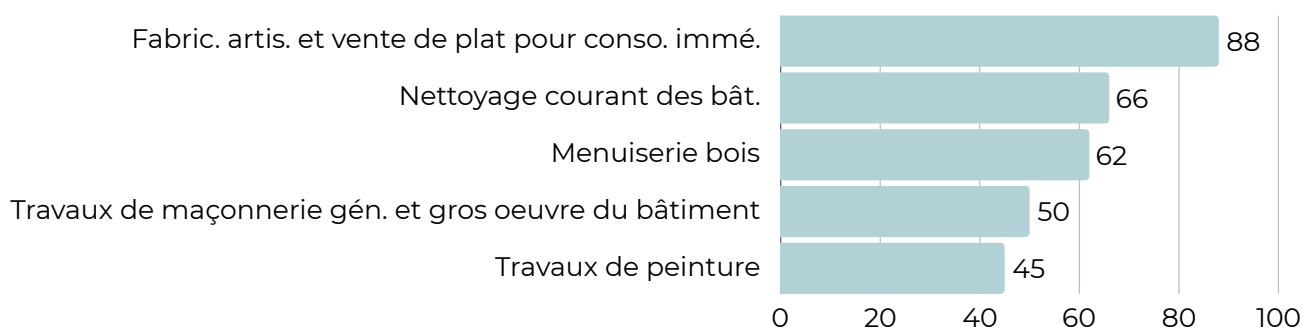 Fabric. artis. et vente de plat pour conso. immé. 88
Nettoyage courant des bât. 66
Menuiserie bois 62
Travaux de maçonnerie gén. et gros oeuvre du bâtiment 50
Travaux de peinture 45
0 20 40 60 80 100